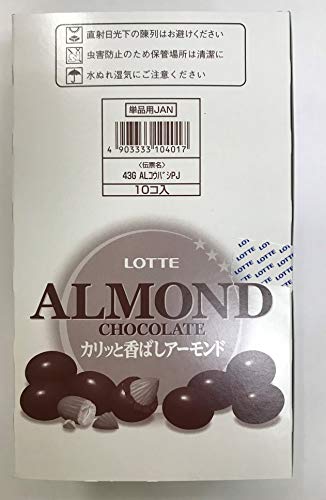 直射日光下の陳列はお避けください
虫害防止のため保管場所は清潔に
水ぬれ湿気にご注意ください
単品用JAN
4 903333 104017
〈伝票名〉
43G ALコウバシPJ
10コ入
LOTTE
ALMOND
CHOCOLATE
カリッと香ばしアーモンド
LOTTE
LOTTE
LOTTE
LOTTE